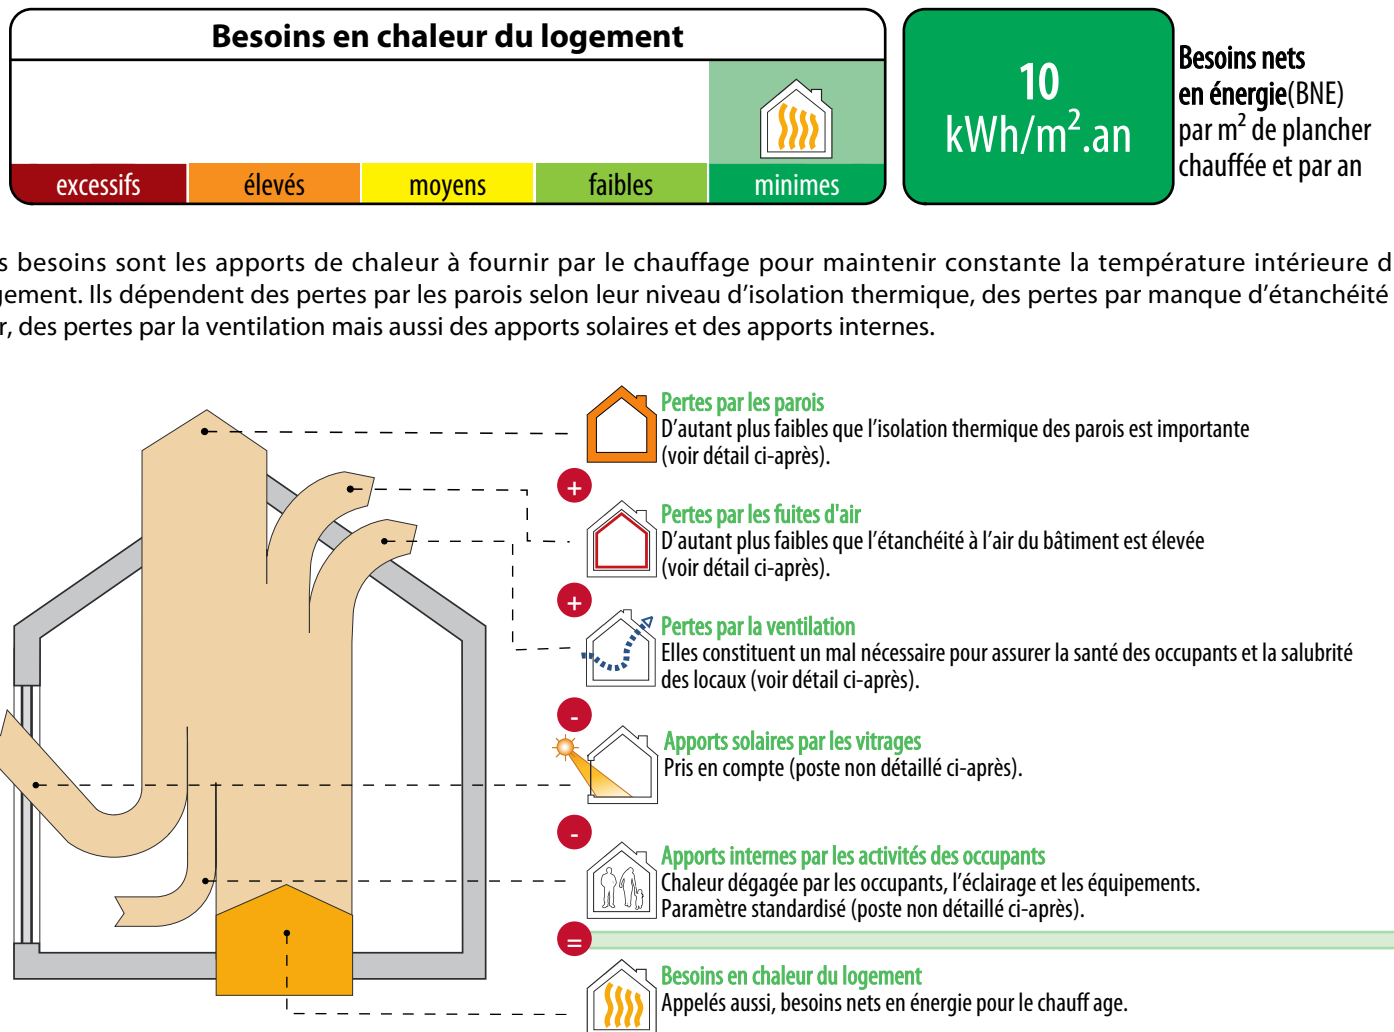 Besoins en chaleur du logement
excessifs élevés moyens faibles minimes
10
kWh/m².an
Besoins nets
en énergie(BNE)
par m² de plancher
chauffée et par an
s besoins sont les apports de chaleur à fournir par le chauffage pour maintenir constante la température intérieure d
gement. Ils dépendent des pertes par les parois selon leur niveau d’isolation thermique, des pertes par manque d’étanchéité
r, des pertes par la ventilation mais aussi des apports solaires et des apports internes.
Pertes par les parois
D’autant plus faibles que l’isolation thermique des parois est importante
(voir détail ci-après).
+
Pertes par les fuites d'air
D’autant plus faibles que l’étanchéité à l’air du bâtiment est élevée
(voir détail ci-après).
+
Pertes par la ventilation
Elles constituent un mal nécessaire pour assurer la santé des occupants et la salubrité
des locaux (voir détail ci-après).
-
Apports solaires par les vitrages
Pris en compte (poste non détaillé ci-après).
-
Apports internes par les activités des occupants
Chaleur dégagée par les occupants, l’éclairage et les équipements.
Paramètre standardisé (poste non détaillé ci-après).
=
Besoins en chaleur du logement
Appelés aussi, besoins nets en énergie pour le chauff age.